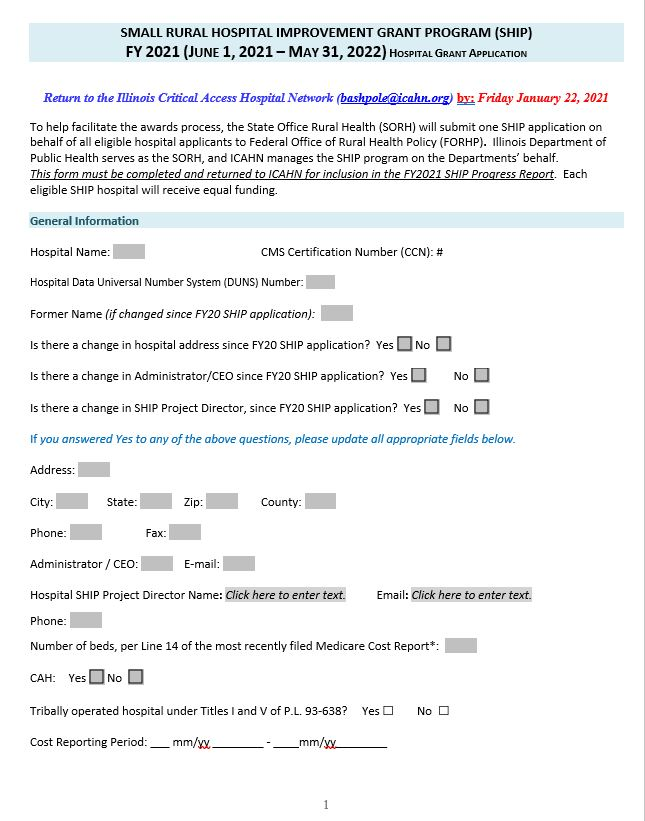 SMALL RURAL HOSPITAL IMPROVEMENT GRANT PROGRAM (SHIP)
FY 2021 (JUNE 1, 2021 – MAY 31, 2022) HOSPITAL GRANT APPLICATION
Return to the Illinois Critical Access Hospital Network (bashpole@icahn.org) by: Friday January 22, 2021
To help facilitate the awards process, the State Office Rural Health (SORH) will submit one SHIP application on
behalf of all eligible hospital applicants to Federal Office of Rural Health Policy (FORHP). Illinois Department of
Public Health serves as the SORH, and ICAHN manages the SHIP program on the Departments’ behalf.
This form must be completed and returned to ICAHN for inclusion in the FY2021 SHIP Progress Report. Each
eligible SHIP hospital will receive equal funding.
General Information
Hospital Name: CMS Certification Number (CCN): #
Hospital Data Universal Number System (DUNS) Number:
Former Name (if changed since FY20 SHIP application):
Is there a change in hospital address since FY20 SHIP application? Yes ☐ No ☐
Is there a change in Administrator/CEO since FY20 SHIP application? Yes ☐ No ☐
Is there a change in SHIP Project Director, since FY20 SHIP application? Yes ☐ No ☐
If you answered Yes to any of the above questions, please update all appropriate fields below.
Address:
City: State: Zip: County:
Phone: Fax:
Administrator / CEO: E-mail:
Hospital SHIP Project Director Name: Click here to enter text. Email: Click here to enter text.
Phone:
Number of beds, per Line 14 of the most recently filed Medicare Cost Report*:
CAH: Yes ☐ No ☐
Tribally operated hospital under Titles I and V of P.L. 93-638? Yes ☐ No ☐
Cost Reporting Period: ___ mm/yy ________ - ____mm/yy________
1